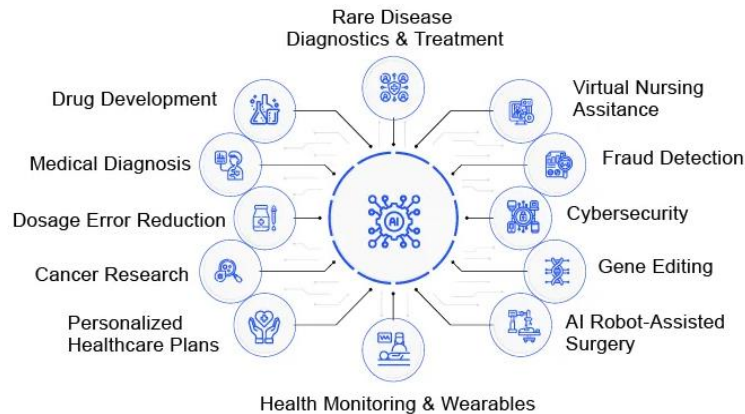 Rare Disease
Diagnostics & Treatment
Drug Development
Virtual Nursing
Assitance
Medical Diagnosis
Fraud Detection
AI
Dosage Error Reduction
Cybersecurity
Cancer Research
Gene Editing
Personalized
Healthcare Plans
AI Robot-Assisted
Surgery
Health Monitoring & Wearables